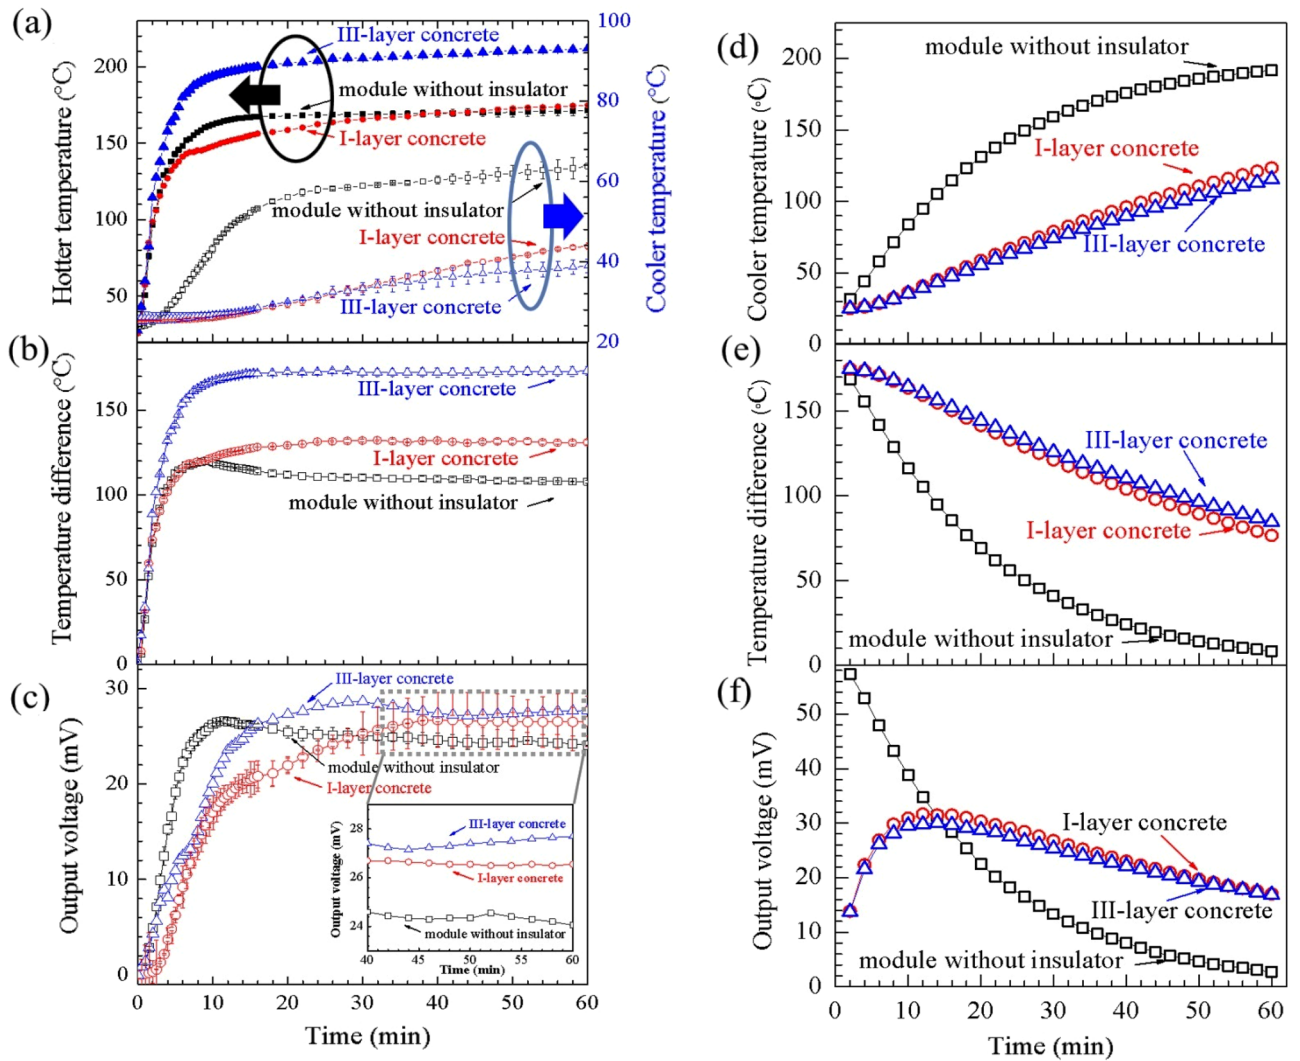 (a)
III-layer concrete
module without insulator
I-layer concrete
module without insulator
I-layer concrete
III-layer concrete
Hotter temperature (°C)
200
150
100
50
Cooler temperature (°C)
100
80
60
40
20
(b)
III-layer concrete
I-layer concrete
module without insulator
Temperature difference (°C)
150
100
50
0
(c)
III-layer concrete
module without insulator
I-layer concrete
Output voltage (mV)
30
20
10
0
Output voltage (mV)
28
26
24
III-layer concrete
I-layer concrete
module without insulator
40 45 50 55 60
Time (min)
0 10 20 30 40 50 60
Time (min)
(d)
module without insulator
I-layer concrete
III-layer concrete
Cooler temperature (°C)
200
150
100
50
0
(e)
III-layer concrete
I-layer concrete
module without insulator
Temperature difference (°C)
150
100
50
0
(f)
I-layer concrete
III-layer concrete
module without insulator
Output voltage (mV)
50
40
30
20
10
0
0 10 20 30 40 50 60
Time (min)